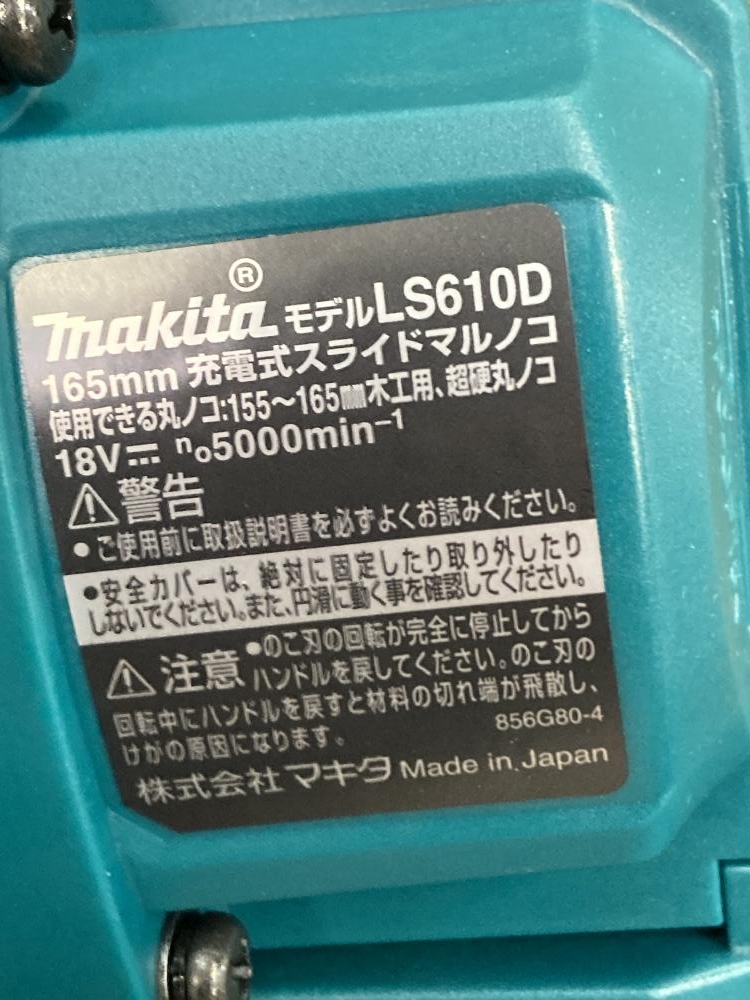 makita® モデルLS610D
165mm 充電式スライドマルノコ
使用できる丸ノコ:155～165mm木工用、超硬丸ノコ
18V⎓ n₀5000min⁻¹
⚠警告
●ご使用前に取扱説明書を必ずよくお読みください。
●安全カバーは、絶対に固定したり取り外したり
しないでください。また、円滑に動く事を確認してください。
⚠注意 ●のこ刃の回転が完全に停止してから
ハンドルを戻してください。のこ刃の
回転中にハンドルを戻すと材料の切れ端が飛散し、
けがの原因になります。 856G80-4
株式会社マキタ Made in Japan